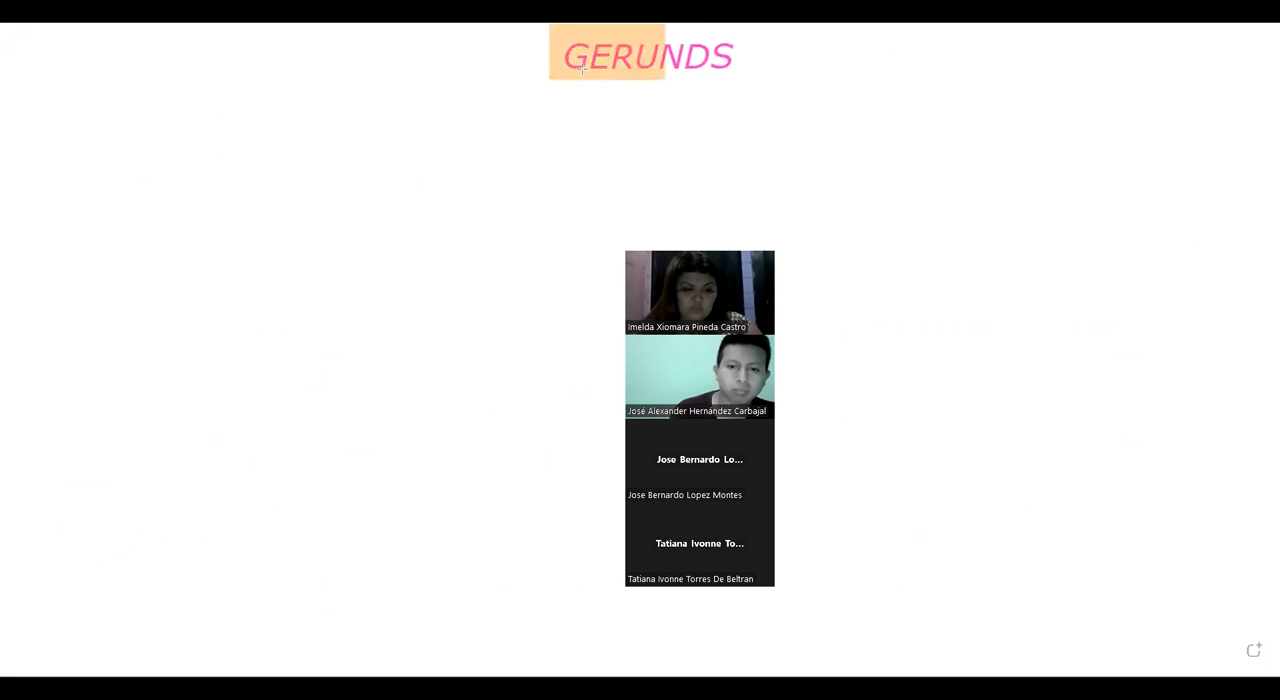 GERUNDS
Imelda Xiomara Pineda Castro
José Alexander Hernández Carbajal
Jose Bernardo Lo...
Jose Bernardo Lopez Montes
Tatiana Ivonne To...
Tatiana Ivonne Torres De Beltran